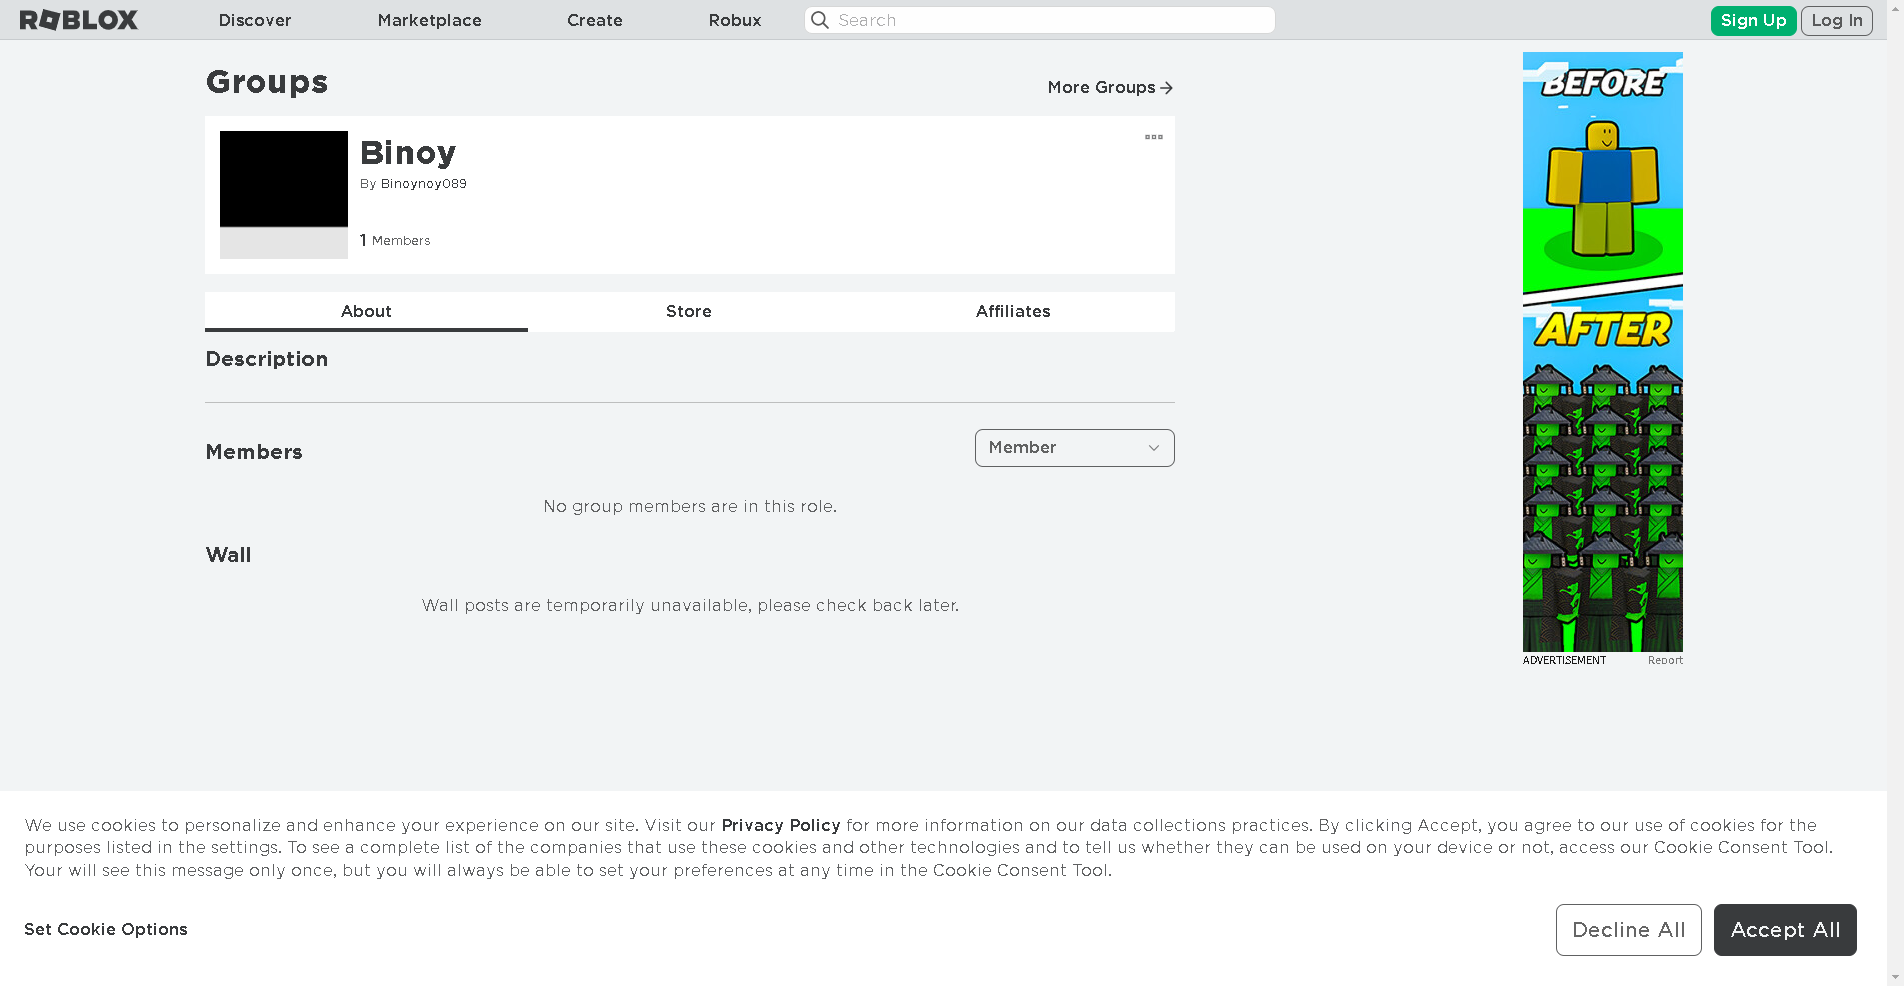 ROBLOX
Discover
Marketplace
Create
Robux
Search
Sign Up
Log In
Groups
More Groups
Binoy
By Binoynoy089
1 Members
About
Store
Affiliates
Description
Members
Member
No group members are in this role.
Wall
Wall posts are temporarily unavailable, please check back later.
BEFORE
AFTER
ADVERTISEMENT
Report
We use cookies to personalize and enhance your experience on our site. Visit our Privacy Policy for more information on our data collections practices. By clicking Accept, you agree to our use of cookies for the
purposes listed in the settings. To see a complete list of the companies that use these cookies and other technologies and to tell us whether they can be used on your device or not, access our Cookie Consent Tool.
Your will see this message only once, but you will always be able to set your preferences at any time in the Cookie Consent Tool.
Set Cookie Options
Decline All
Accept All